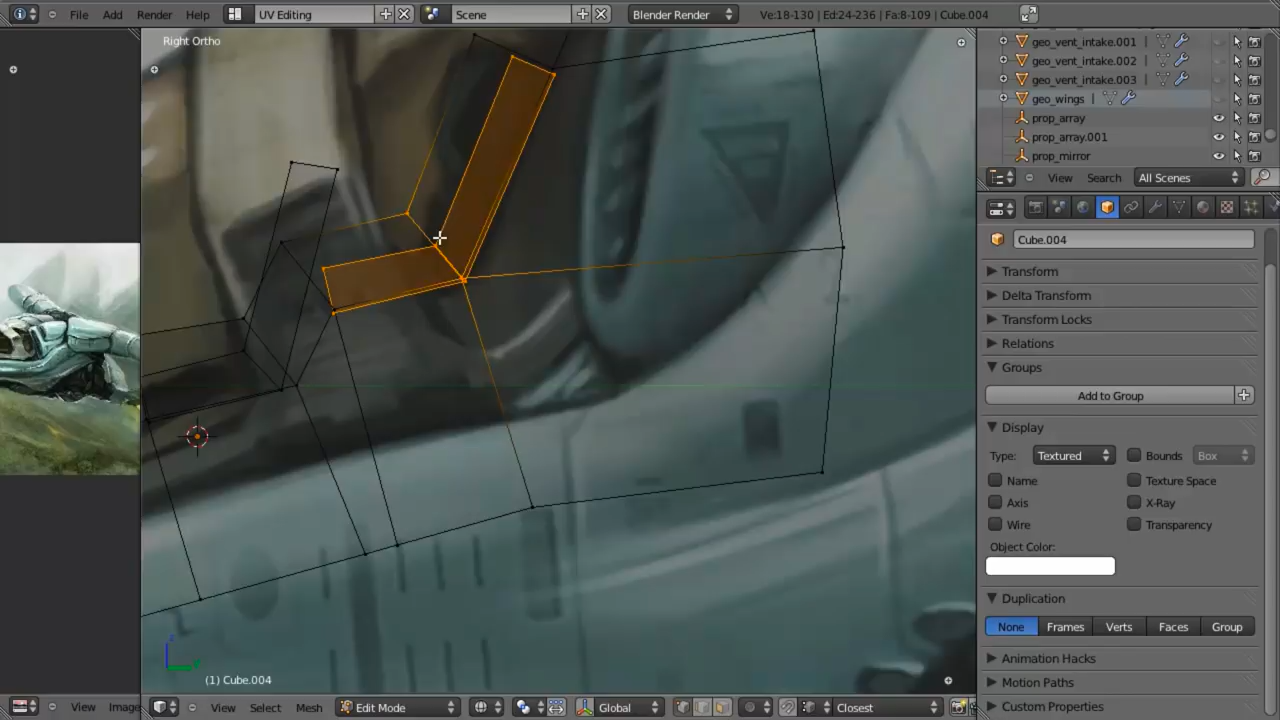 File Add Render Help UV Editing Scene Blender Render Ve:18-130 | Ed:24-236 | Fa:8-109 | Cube.004
Right Ortho
geo_vent_intake.001
geo_vent_intake.002
geo_vent_intake.003
geo_wings
prop_array
prop_array.001
prop_mirror
View Search All Scenes
Cube.004
Transform
Delta Transform
Transform Locks
Relations
Groups
Add to Group
Display
Type: Textured Bounds Box
Name Texture Space
Axis X-Ray
Wire Transparency
Object Color:
Duplication
None Frames Verts Faces Group
Animation Hacks
Motion Paths
Custom Properties
(1) Cube.004
View Image View Select Mesh Edit Mode Global Closest